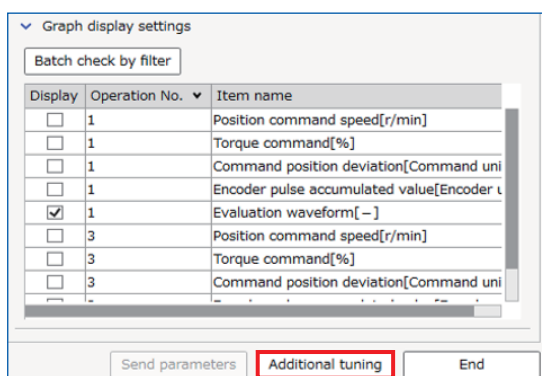 Graph display settings
Batch check by filter
Display Operation No. Item name
1 Position command speed[r/min]
1 Torque command[%]
1 Command position deviation[Command uni
1 Encoder pulse accumulated value[Encoder u
1 Evaluation waveform[−]
3 Position command speed[r/min]
3 Torque command[%]
3 Command position deviation[Command uni
Send parameters Additional tuning End